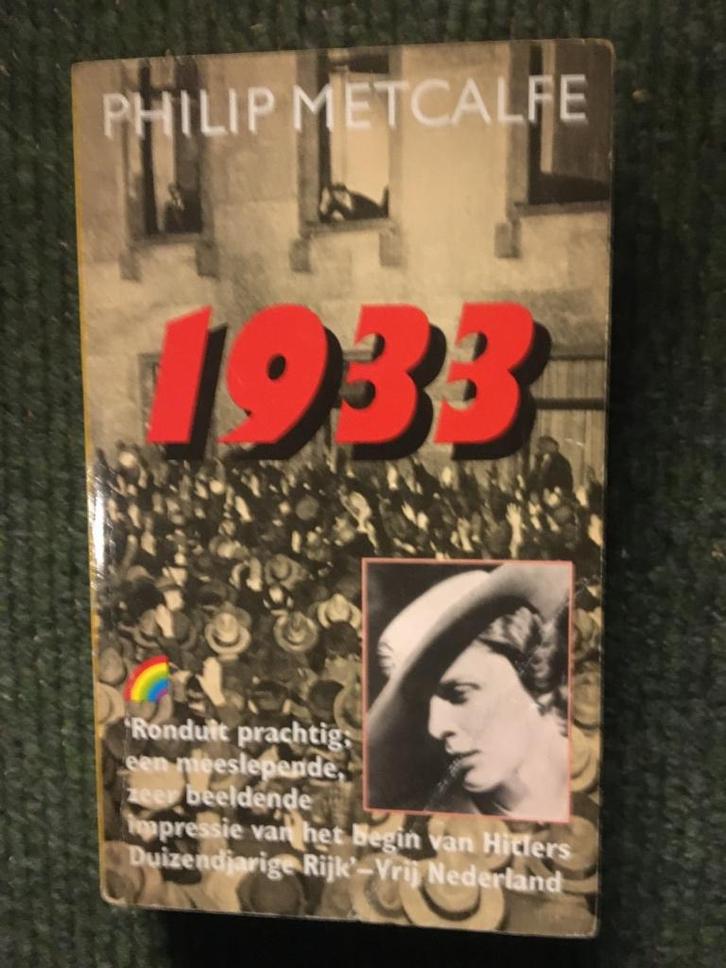 PHILIP METCALFE
1933
'Ronduit prachtig;
een meeslepende,
zeer beeldende
impressie van het begin van Hitlers
Duizendjarige Rijk'–Vrij Nederland